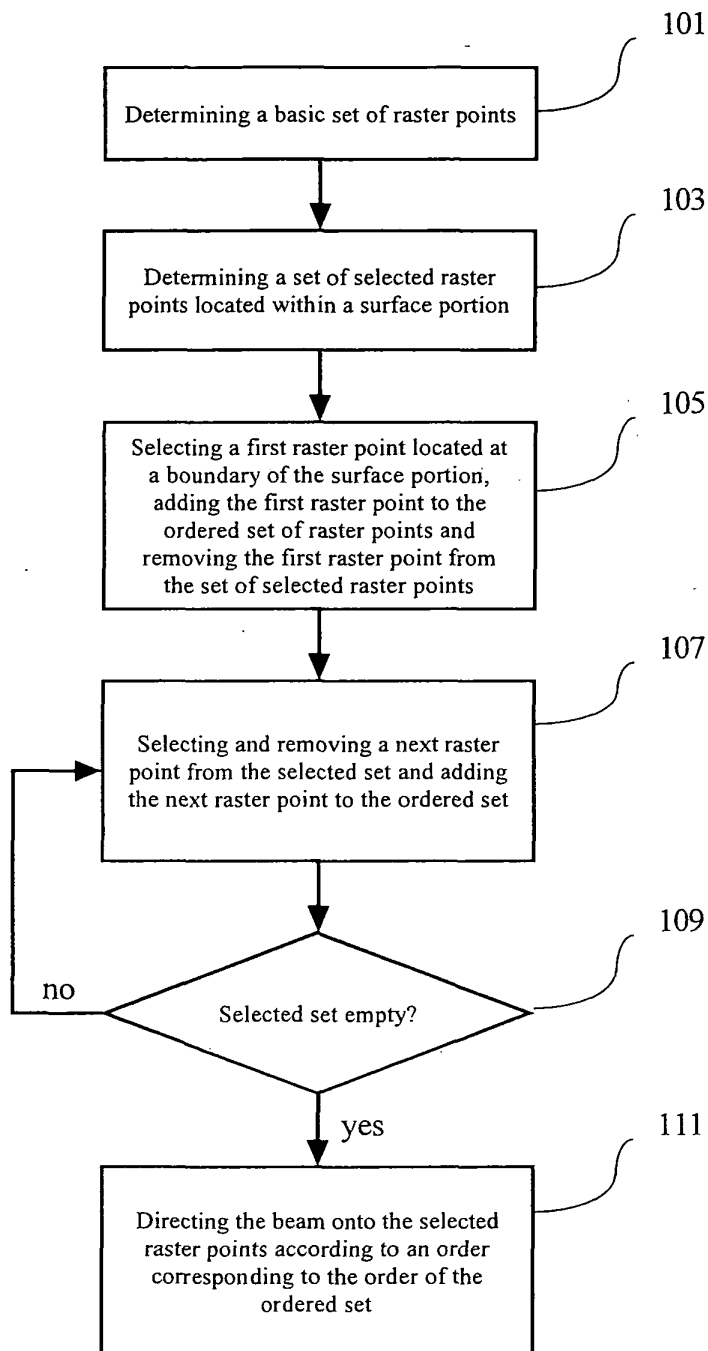 101
Determining a basic set of raster points
103
Determining a set of selected raster
points located within a surface portion
105
Selecting a first raster point located at
a boundary of the surface portion,
adding the first raster point to the
ordered set of raster points and
removing the first raster point from
the set of selected raster points
107
Selecting and removing a next raster
point from the selected set and adding
the next raster point to the ordered set
109
no
Selected set empty?
yes
111
Directing the beam onto the selected
raster points according to an order
corresponding to the order of the
ordered set